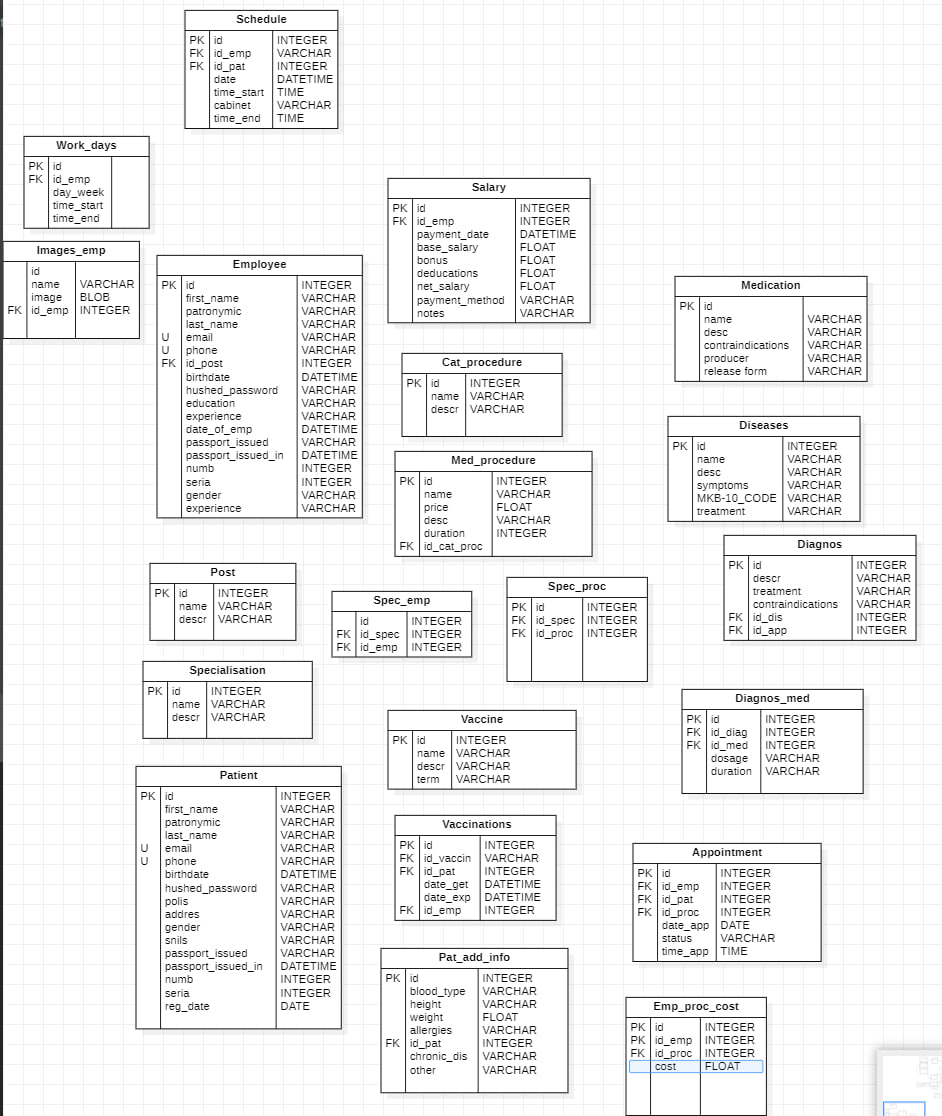 Schedule
PK id INTEGER
FK id_emp VARCHAR
FK id_pat INTEGER
date DATETIME
time_start TIME
cabinet VARCHAR
time_end TIME
Work_days
PK id
FK id_emp
day_week
time_start
time_end
Images_emp
id
name VARCHAR
image BLOB
FK id_emp INTEGER
Employee
PK id INTEGER
first_name VARCHAR
patronymic VARCHAR
last_name VARCHAR
U email VARCHAR
U phone VARCHAR
FK id_post INTEGER
birthdate DATETIME
hushed_password VARCHAR
education VARCHAR
experience VARCHAR
date_of_emp DATETIME
passport_issued VARCHAR
passport_issued_in DATETIME
numb INTEGER
seria INTEGER
gender VARCHAR
experience VARCHAR
Salary
PK id INTEGER
FK id_emp INTEGER
payment_date DATETIME
base_salary FLOAT
bonus FLOAT
deducations FLOAT
net_salary FLOAT
payment_method VARCHAR
notes VARCHAR
Cat_procedure
PK id INTEGER
name VARCHAR
descr VARCHAR
Med_procedure
PK id INTEGER
name VARCHAR
price FLOAT
desc VARCHAR
duration INTEGER
FK id_cat_proc
Medication
PK id
name VARCHAR
desc VARCHAR
contraindications VARCHAR
producer VARCHAR
release form VARCHAR
Diseases
PK id INTEGER
name VARCHAR
desc VARCHAR
symptoms VARCHAR
MKB-10_CODE VARCHAR
treatment VARCHAR
Diagnos
PK id INTEGER
descr VARCHAR
treatment VARCHAR
contraindications VARCHAR
FK id_dis INTEGER
FK id_app INTEGER
Post
PK id INTEGER
name VARCHAR
descr VARCHAR
Spec_emp
id INTEGER
FK id_spec INTEGER
FK id_emp INTEGER
Spec_proc
PK id INTEGER
FK id_spec INTEGER
FK id_proc INTEGER
Specialisation
PK id INTEGER
name VARCHAR
descr VARCHAR
Vaccine
PK id INTEGER
name VARCHAR
descr VARCHAR
term VARCHAR
Diagnos_med
PK id INTEGER
FK id_diag INTEGER
FK id_med INTEGER
dosage VARCHAR
duration VARCHAR
Patient
PK id INTEGER
first_name VARCHAR
patronymic VARCHAR
last_name VARCHAR
U email VARCHAR
U phone VARCHAR
birthdate DATETIME
hushed_password VARCHAR
polis VARCHAR
addres VARCHAR
gender VARCHAR
snils VARCHAR
passport_issued VARCHAR
passport_issued_in DATETIME
numb INTEGER
seria INTEGER
reg_date DATE
Vaccinations
PK id INTEGER
FK id_vaccin VARCHAR
FK id_pat INTEGER
date_get DATETIME
date_exp DATETIME
FK id_emp INTEGER
Appointment
PK id INTEGER
FK id_emp INTEGER
FK id_pat INTEGER
FK id_proc INTEGER
date_app DATE
status VARCHAR
time_app TIME
Pat_add_info
PK id INTEGER
blood_type VARCHAR
height VARCHAR
weight FLOAT
allergies VARCHAR
FK id_pat INTEGER
chronic_dis VARCHAR
other VARCHAR
Emp_proc_cost
PK id INTEGER
PK id_emp INTEGER
FK id_proc INTEGER
cost FLOAT